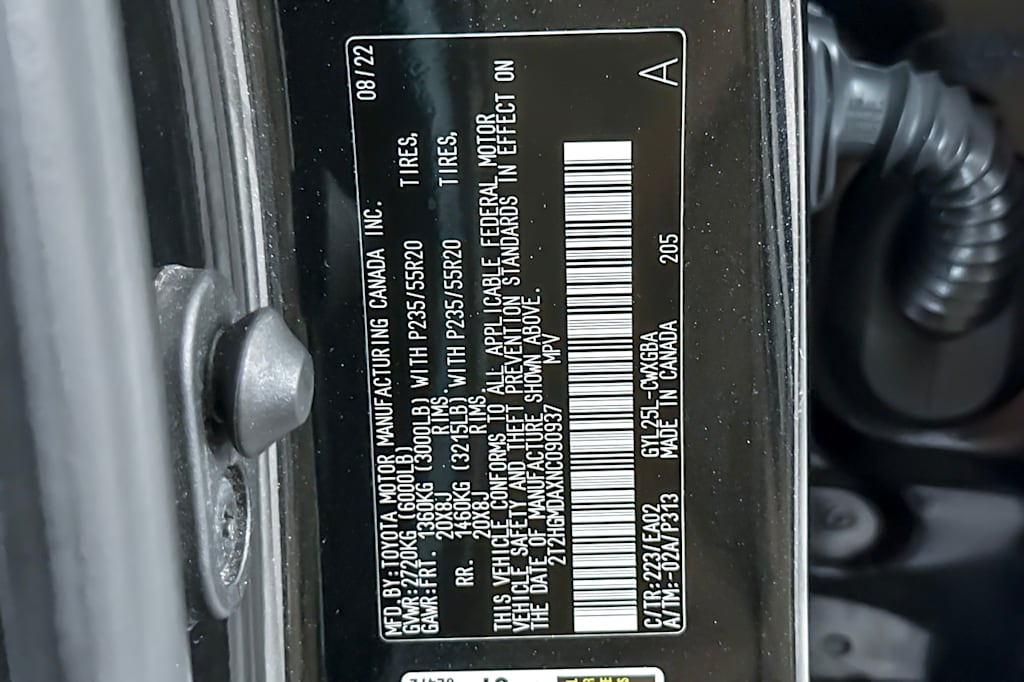 MFD.BY:TOYOTA MOTOR MANUFACTURING CANADA INC. 08/22
GVWR:2720KG (6000LB)
GAWR:FRT. 1360KG (3000LB) WITH P235/55R20 TIRES,
20X8J RIMS.
RR. 1460KG (3215LB) WITH P235/55R20 TIRES,
20X8J RIMS.
THIS VEHICLE CONFORMS TO ALL APPLICABLE FEDERAL MOTOR
VEHICLE SAFETY AND THEFT PREVENTION STANDARDS IN EFFECT ON
THE DATE OF MANUFACTURE SHOWN ABOVE.
2T2HGMDAXNC090937 MPV
C/TR:223/EA02 GYL25L-CWXGBA 205 A
A/TM:-02A/P313 MADE IN CANADA